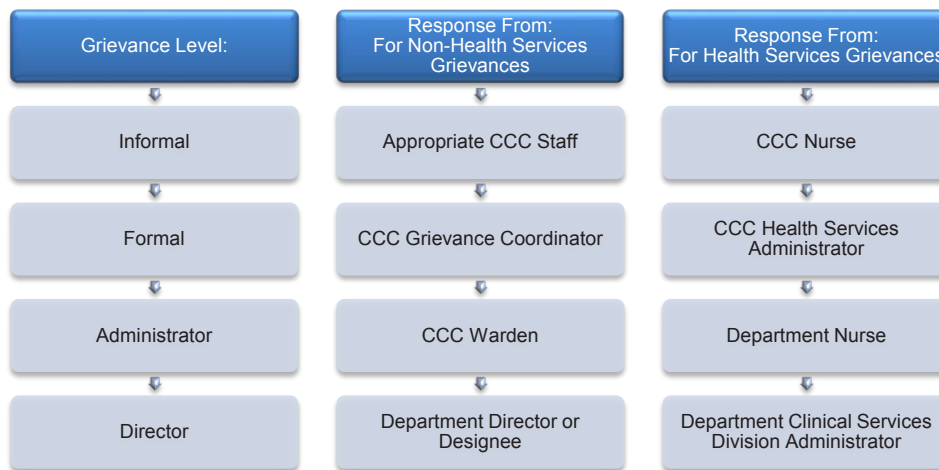 Grievance Level:
Response From:
For Non-Health Services
Grievances
Response From:
For Health Services Grievances
Informal
Appropriate CCC Staff
CCC Nurse
Formal
CCC Grievance Coordinator
CCC Health Services
Administrator
Administrator
CCC Warden
Department Nurse
Director
Department Director or
Designee
Department Clinical Services
Division Administrator